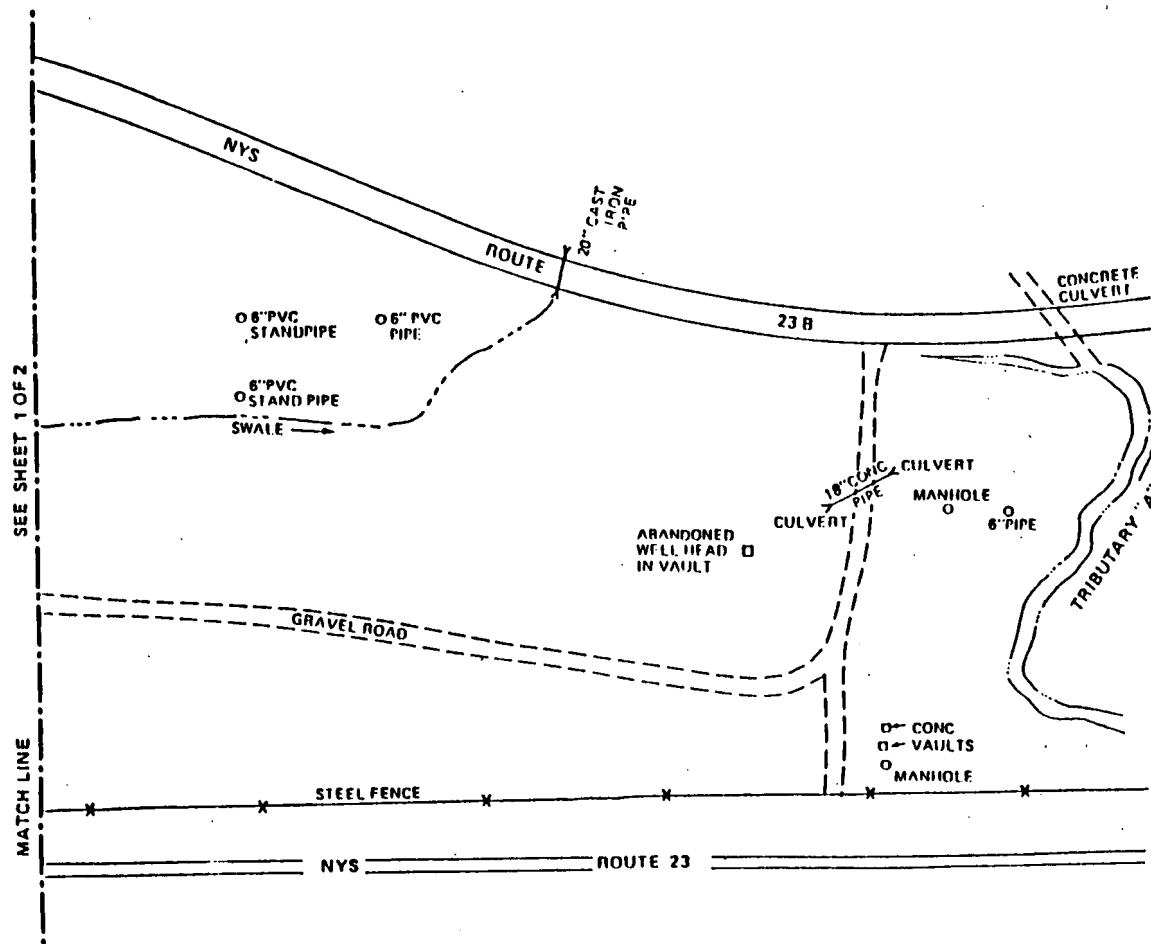 NYS
ROUTE
23 B
20" CAST
IRON
PIPE
CONCRETE
CULVERT
6" PVC
STANDPIPE
6" PVC
PIPE
6" PVC
STAND PIPE
SWALE
SEE SHEET 1 OF 2
18" CONC
PIPE
CULVERT
CULVERT
MANHOLE
6" PIPE
ABANDONED
WELL HEAD
IN VAULT
TRIBUTARY "A"
GRAVEL ROAD
CONC
VAULTS
MANHOLE
MATCH LINE
STEEL FENCE
NYS ROUTE 23